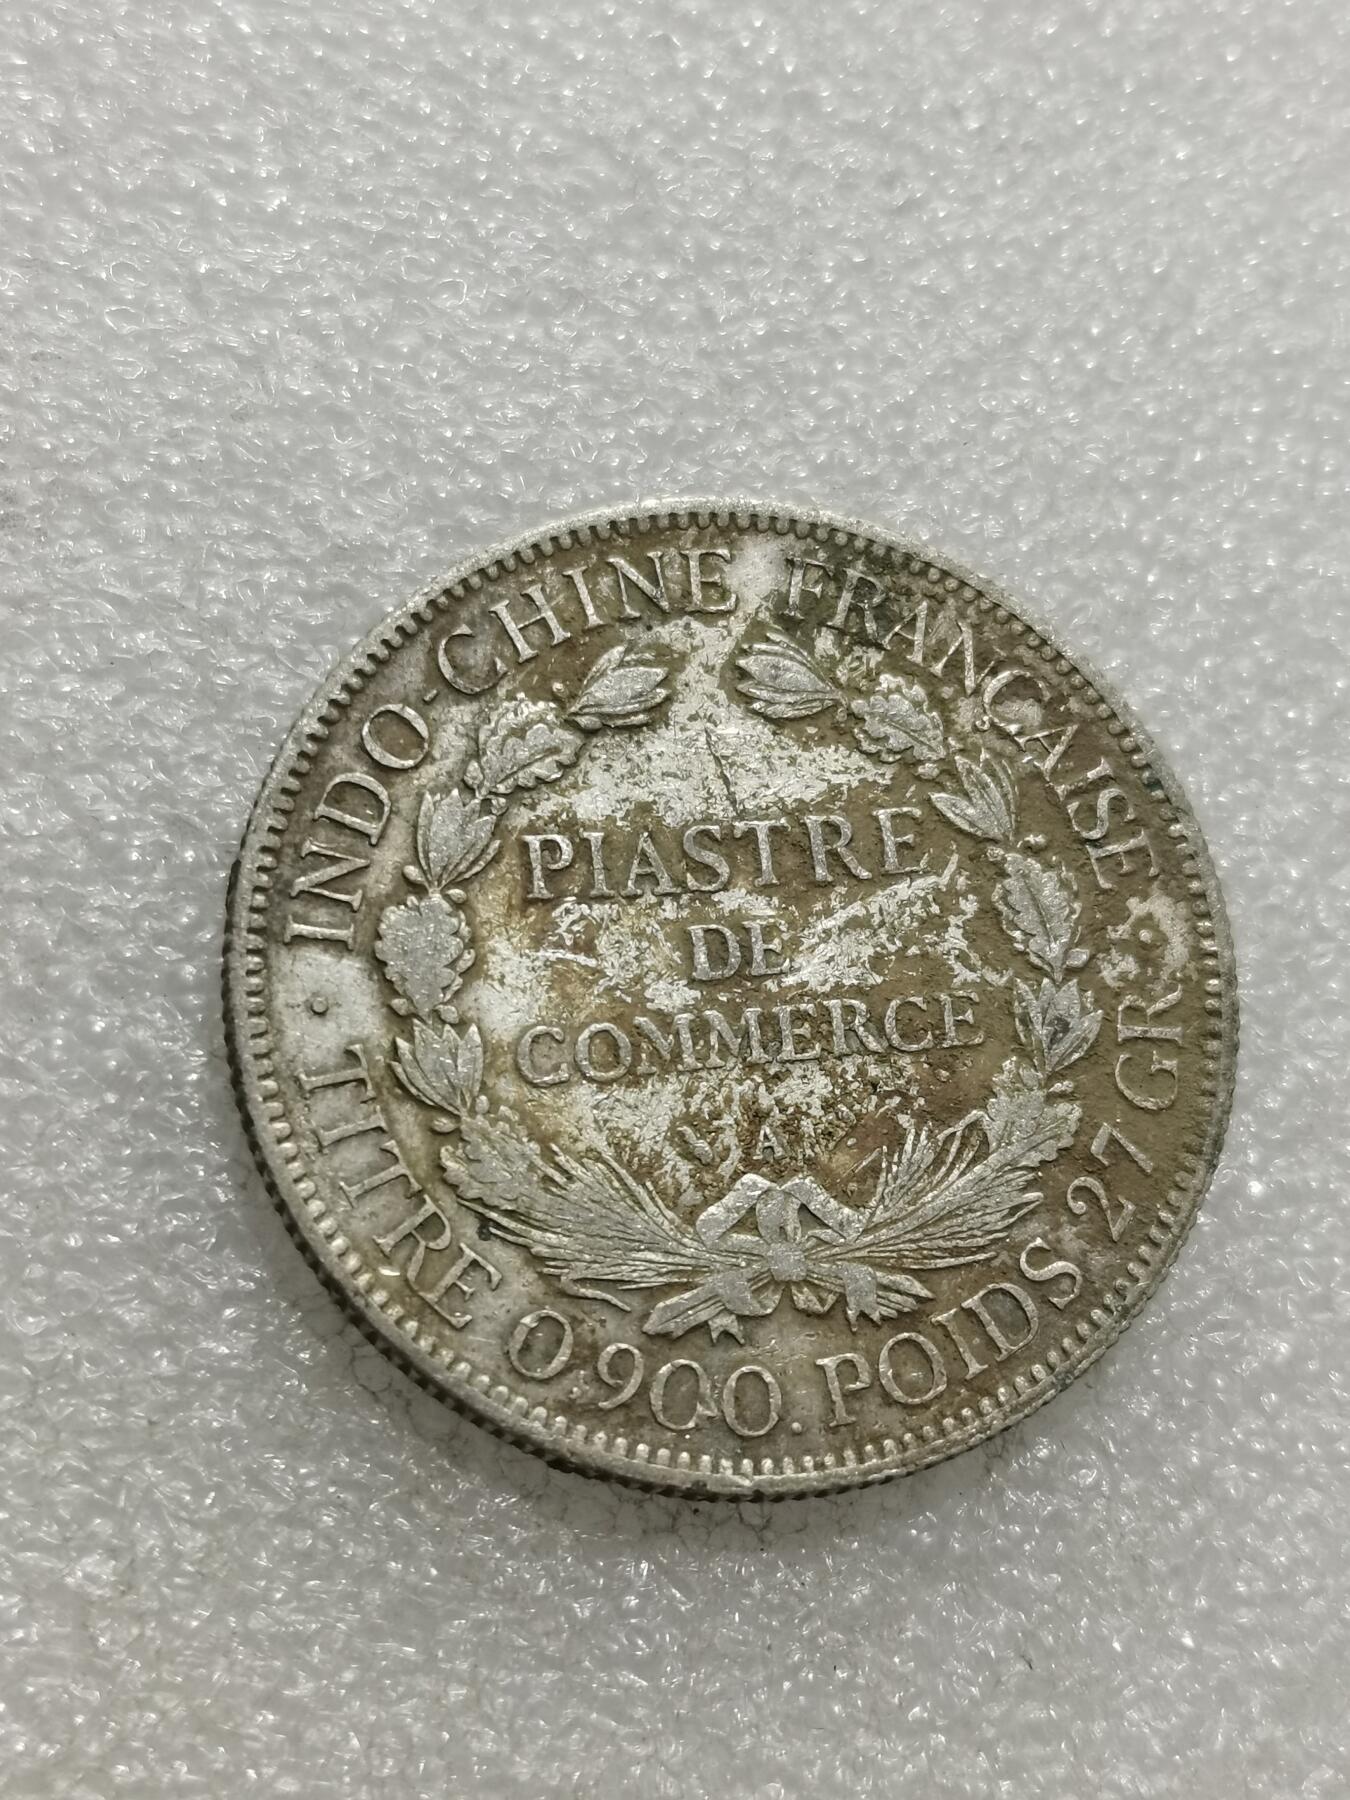 INDO-CHINE FRANÇAISE
TITRE 0,900. POIDS 27 GR.
PIASTRE
DE
COMMERCE
A